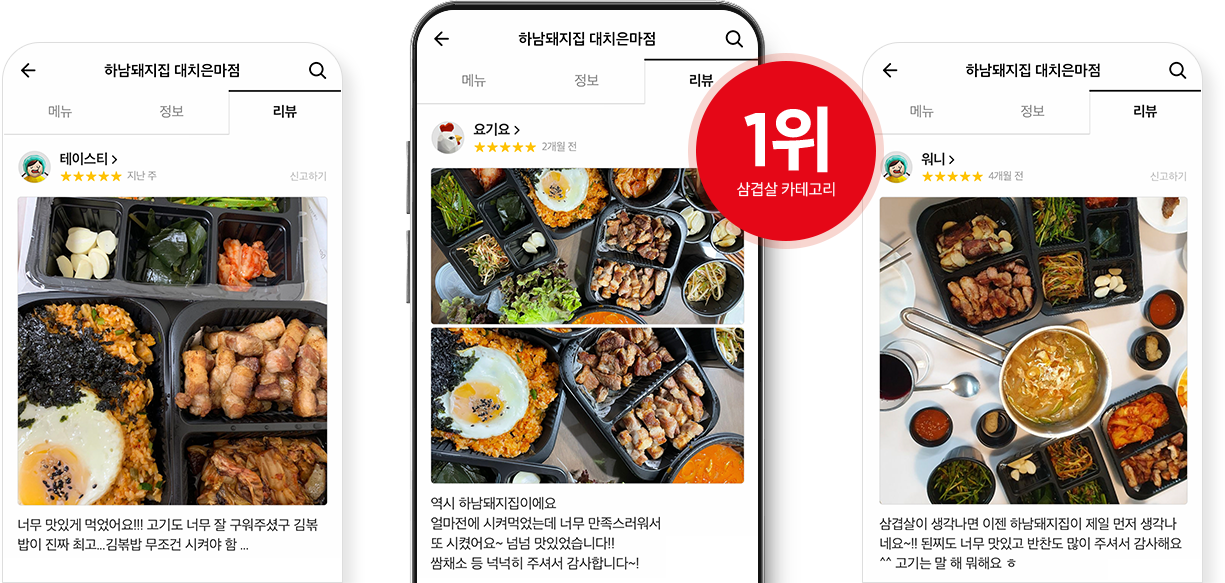 하남돼지집 대치은마점
메뉴 정보 리뷰
테이스티
★★★★★ 지난 주 신고하기
너무 맛있게 먹었어요!!! 고기도 너무 잘 구워주셨구 김볶
밥이 진짜 최고...김볶밥 무조건 시켜야 함 ...
하남돼지집 대치은마점
메뉴 정보 리뷰
요기요
★★★★★ 2개월 전
역시 하남돼지집이에요
얼마전에 시켜먹었는데 너무 만족스러워서
또 시켰어요~ 넘넘 맛있었습니다!!
쌈채소 등 넉넉히 주셔서 감사합니다~!
1위
삼겹살 카테고리
하남돼지집 대치은마점
메뉴 정보 리뷰
워니
★★★★★ 4개월 전 신고하기
삼겹살이 생각나면 이젠 하남돼지집이 제일 먼저 생각나
네요~!! 된찌도 너무 맛있고 반찬도 많이 주셔서 감사해요
^^ 고기는 말 해 뭐해요 ㅎ